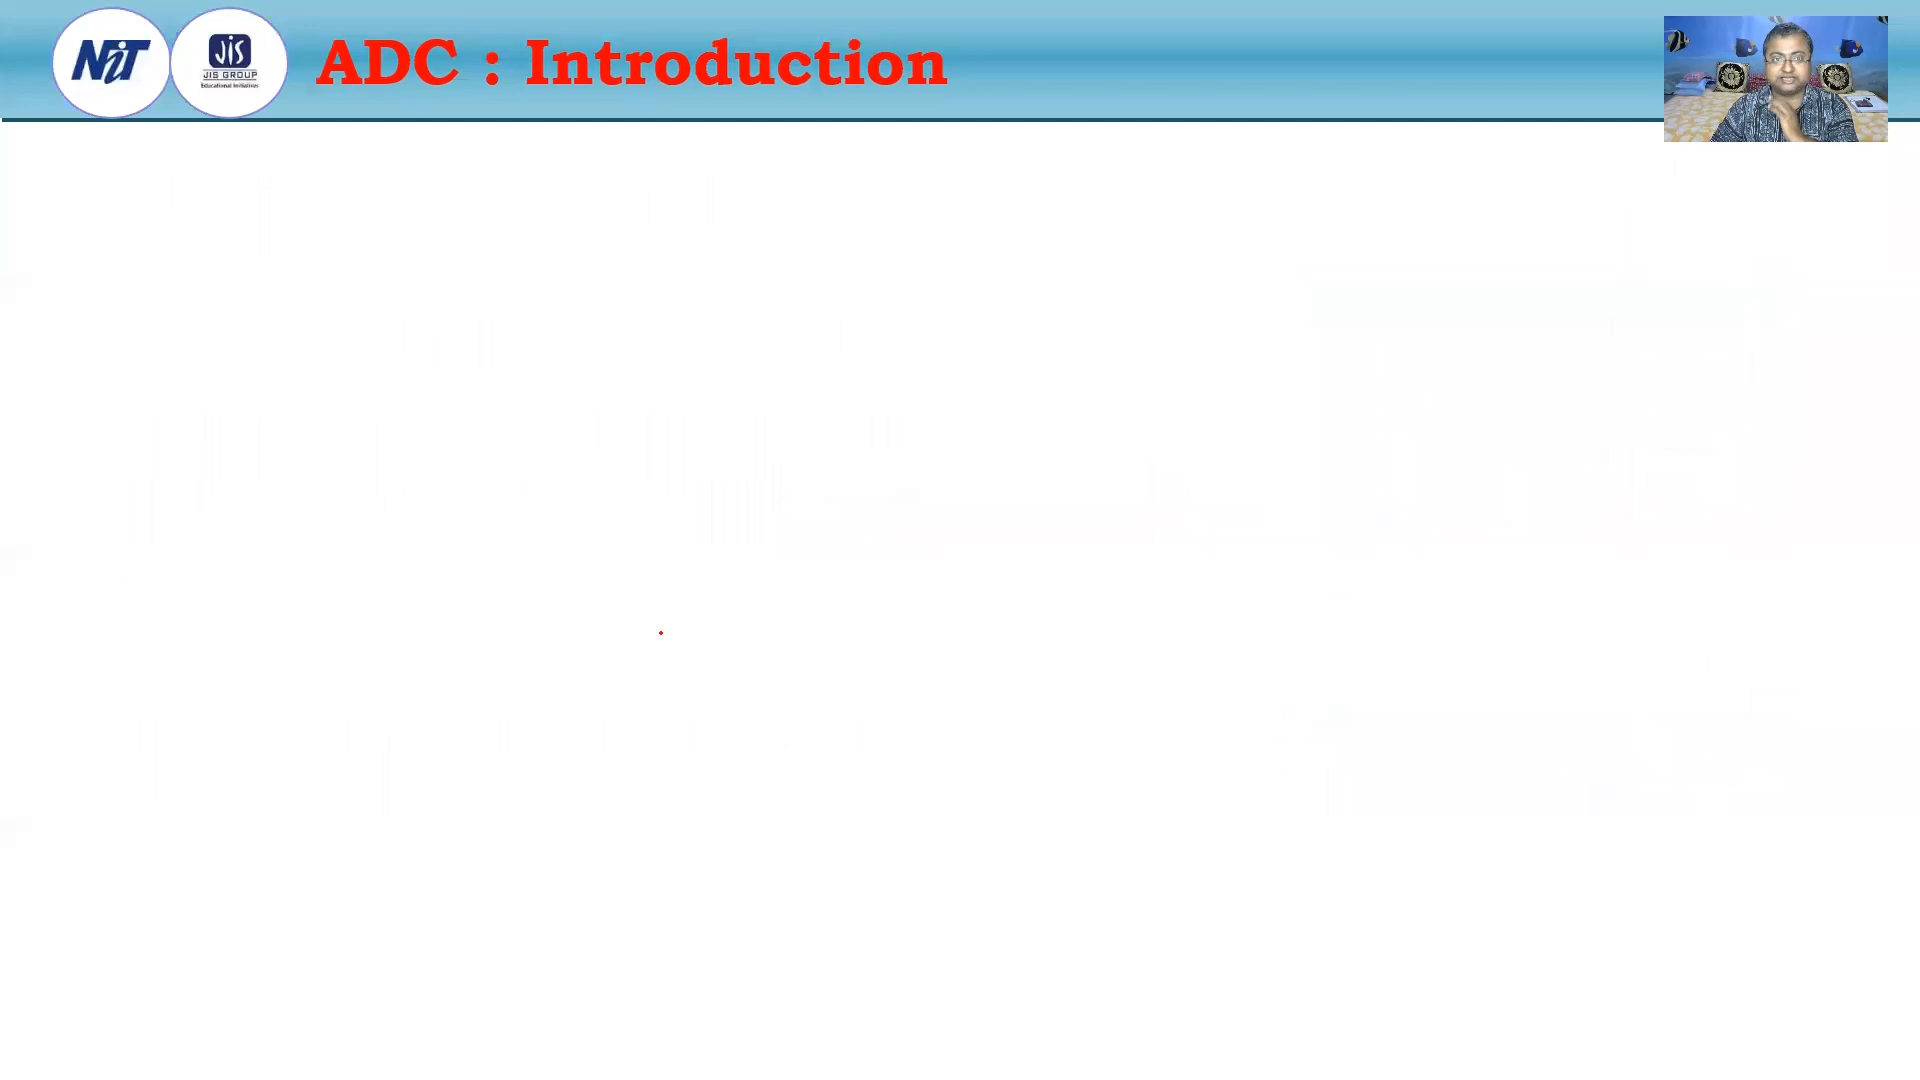 NiT
JIS
JIS GROUP
Educational Initiatives
ADC : Introduction